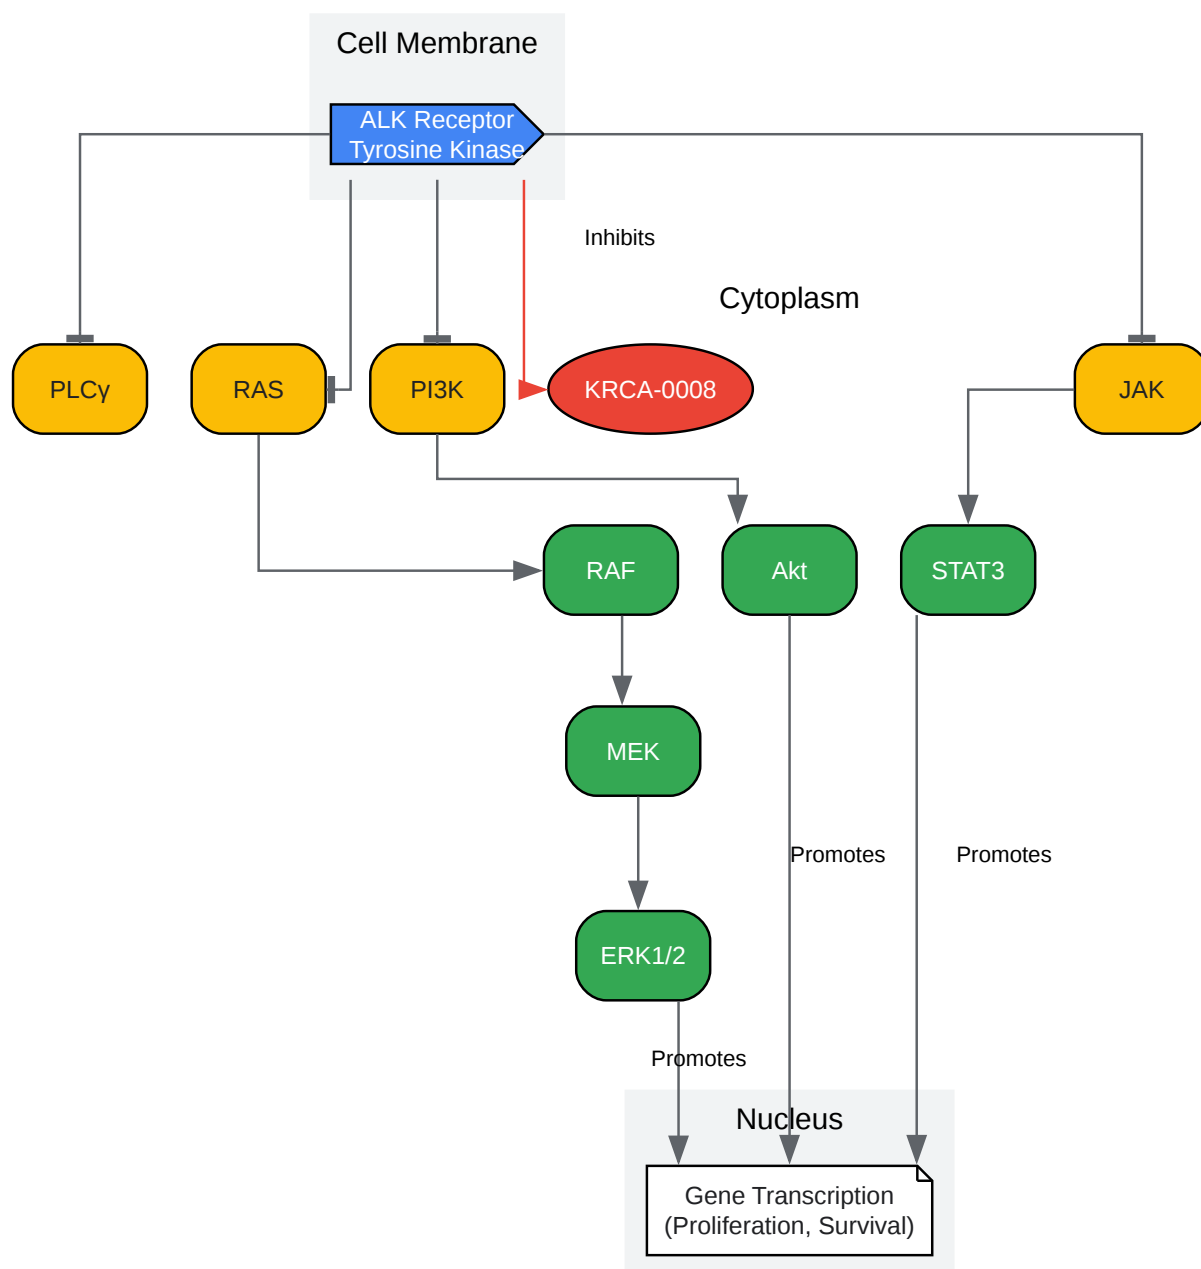 Cell Membrane
ALK Receptor
Tyrosine Kinase
Inhibits
Cytoplasm
PLCγ
RAS
PI3K
KRCA-0008
JAK
RAF
Akt
STAT3
MEK
Promotes
Promotes
ERK1/2
Promotes
Nucleus
Gene Transcription
(Proliferation, Survival)